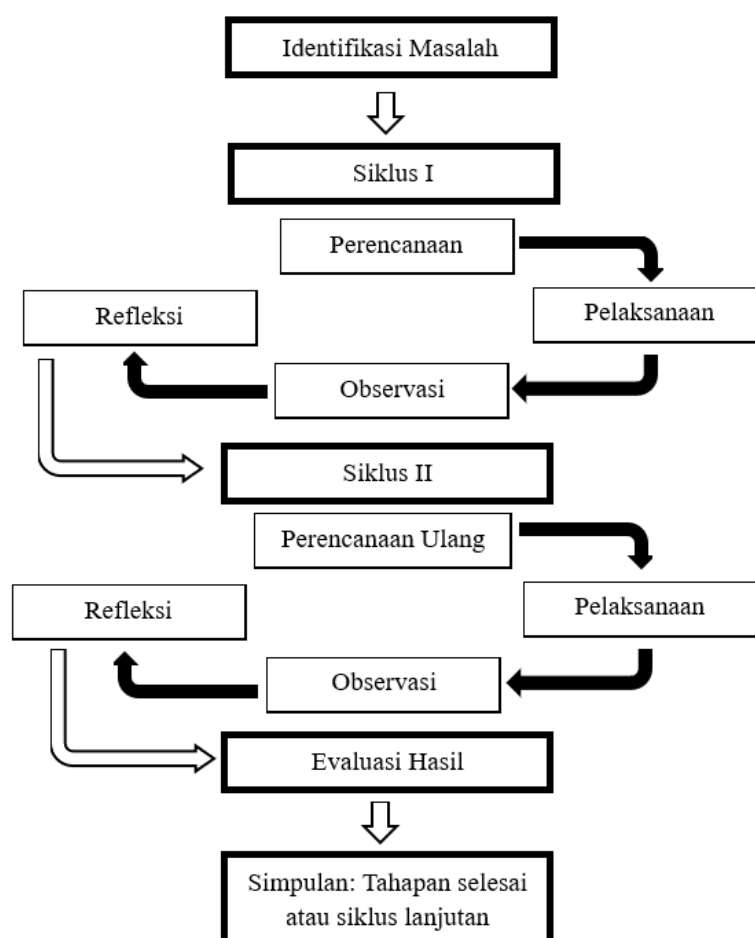 Identifikasi Masalah
Siklus I
Perencanaan
Pelaksanaan
Refleksi
Observasi
Siklus II
Perencanaan Ulang
Pelaksanaan
Refleksi
Observasi
Evaluasi Hasil
Simpulan: Tahapan selesai
atau siklus lanjutan